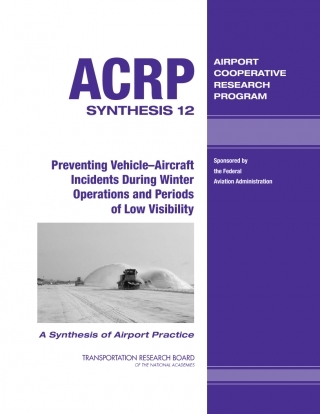 ACRP
SYNTHESIS 12
AIRPORT
COOPERATIVE
RESEARCH
PROGRAM
Sponsored by
the Federal
Aviation Administration
Preventing Vehicle–Aircraft
Incidents During Winter
Operations and Periods
of Low Visibility
A Synthesis of Airport Practice
TRANSPORTATION RESEARCH BOARD
OF THE NATIONAL ACADEMIES